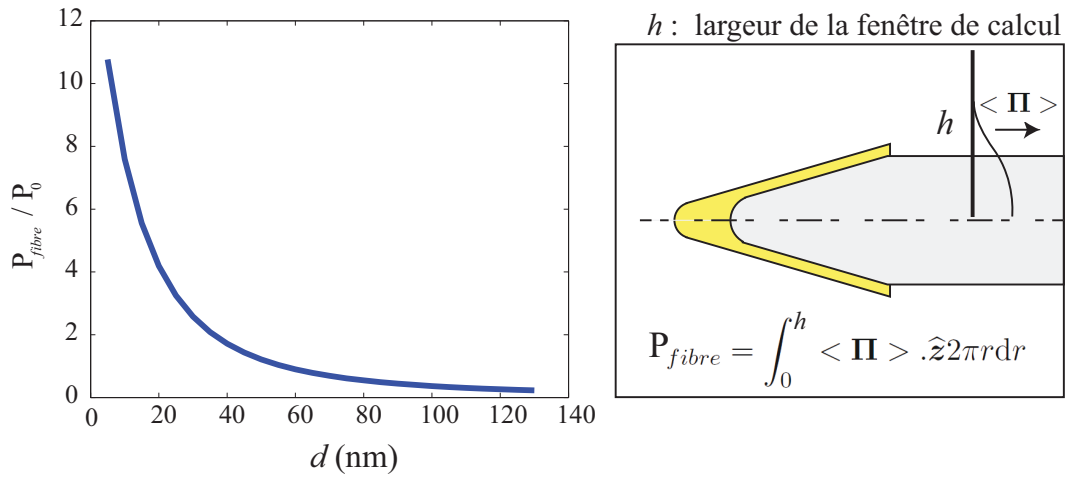 12
10
8
6
4
2
0
P_fibre / P_0
0 20 40 60 80 100 120 140
d (nm)
h : largeur de la fenêtre de calcul
< Π >
h
P_fibre = ∫_0^h < Π > .ẑ2πrdr